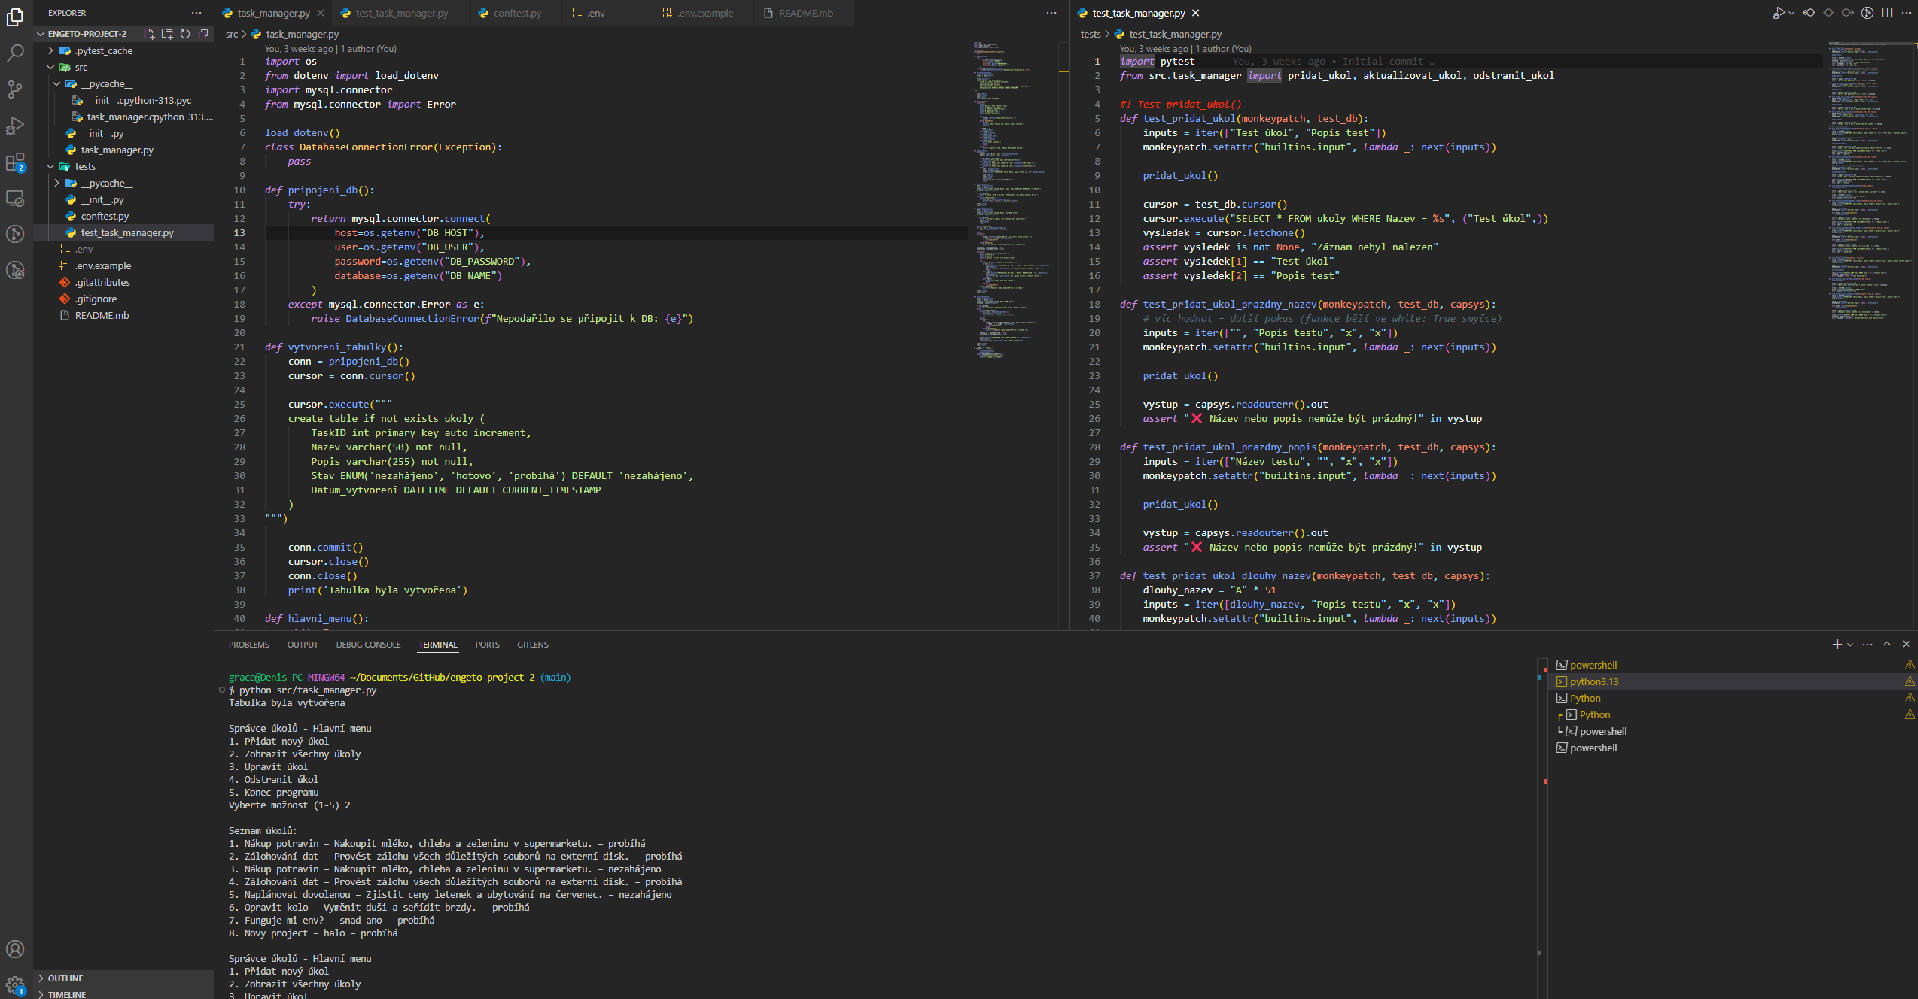 EXPLORER
ENGETO-PROJECT-2
.pytest_cache
src
__pycache__
__init__.cpython-313.pyc
task_manager.cpython-313....
__init__.py
task_manager.py
tests
__pycache__
__init__.py
conftest.py
test_task_manager.py
.env
.env.example
.gitattributes
.gitignore
README.mb
OUTLINE
TIMELINE
task_manager.py
test_task_manager.py
conftest.py
.env
.env.example
README.mb
src > task_manager.py
You, 3 weeks ago | 1 author (You)
1 import os
2 from dotenv import load_dotenv
3 import mysql.connector
4 from mysql.connector import Error
5
6 load_dotenv()
7 class DatabaseConnectionError(Exception):
8 pass
9
10 def pripojeni_db():
11 try:
12 return mysql.connector.connect(
13 host=os.getenv("DB_HOST"),
14 user=os.getenv("DB_USER"),
15 password=os.getenv("DB_PASSWORD"),
16 database=os.getenv("DB_NAME")
17 )
18 except mysql.connector.Error as e:
19 raise DatabaseConnectionError(f"Nepodařilo se připojit k DB: {e}")
20
21 def vytvoreni_tabulky():
22 conn = pripojeni_db()
23 cursor = conn.cursor()
24
25 cursor.execute("""
26 create table if not exists ukoly (
27 TaskID int primary key auto_increment,
28 Nazev varchar(50) not null,
29 Popis varchar(255) not null,
30 Stav ENUM('nezahájeno', 'hotovo', 'probíhá') DEFAULT 'nezahájeno',
31 Datum_vytvoreni DATETIME DEFAULT CURRENT_TIMESTAMP
32 )
33 """)
34
35 conn.commit()
36 cursor.close()
37 conn.close()
38 print("Tabulka byla vytvořena")
39
40 def hlavni_menu():
test_task_manager.py
tests > test_task_manager.py
You, 3 weeks ago | 1 author (You)
1 import pytest You, 3 weeks ago • Initial commit …
2 from src.task_manager import pridat_ukol, aktualizovat_ukol, odstranit_ukol
3
4 #! Test pridat_ukol()
5 def test_pridat_ukol(monkeypatch, test_db):
6 inputs = iter(["Test úkol", "Popis test"])
7 monkeypatch.setattr("builtins.input", lambda _: next(inputs))
8
9 pridat_ukol()
10
11 cursor = test_db.cursor()
12 cursor.execute("SELECT * FROM ukoly WHERE Nazev = %s", ("Test úkol",))
13 vysledek = cursor.fetchone()
14 assert vysledek is not None, "Záznam nebyl nalezen"
15 assert vysledek[1] == "Test úkol"
16 assert vysledek[2] == "Popis test"
17
18 def test_pridat_ukol_prazdny_nazev(monkeypatch, test_db, capsys):
19 # víc hodnot – další pokus (funkce běží ve while: True smyčce)
20 inputs = iter(["", "Popis testu", "x", "x"])
21 monkeypatch.setattr("builtins.input", lambda _: next(inputs))
22
23 pridat_ukol()
24
25 vystup = capsys.readouterr().out
26 assert "❌ Název nebo popis nemůže být prázdný!" in vystup
27
28 def test_pridat_ukol_prazdny_popis(monkeypatch, test_db, capsys):
29 inputs = iter(["Název testu", "", "x", "x"])
30 monkeypatch.setattr("builtins.input", lambda _: next(inputs))
31
32 pridat_ukol()
33
34 vystup = capsys.readouterr().out
35 assert "❌ Název nebo popis nemůže být prázdný!" in vystup
36
37 def test_pridat_ukol_dlouhy_nazev(monkeypatch, test_db, capsys):
38 dlouhy_nazev = "A" * 51
39 inputs = iter([dlouhy_nazev, "Popis testu", "x", "x"])
40 monkeypatch.setattr("builtins.input", lambda _: next(inputs))
PROBLEMS OUTPUT DEBUG CONSOLE TERMINAL PORTS GITLENS
grace@Denis-PC MINGW64 ~/Documents/GitHub/engeto-project-2 (main)
$ python src/task_manager.py
Tabulka byla vytvořena
Správce úkolů - Hlavní menu
1. Přidat nový úkol
2. Zobrazit všechny úkoly
3. Upravit úkol
4. Odstranit úkol
5. Konec programu
Vyberte možnost (1-5) 2
Seznam úkolů:
1. Nákup potravin – Nakoupit mléko, chleba a zeleninu v supermarketu. – probíhá
2. Zálohování dat – Provést zálohu všech důležitých souborů na externí disk. – probíhá
3. Nákup potravin – Nakoupit mléko, chleba a zeleninu v supermarketu. – nezahájeno
4. Zálohování dat – Provést zálohu všech důležitých souborů na externí disk. – probíhá
5. Naplánovat dovolenou – Zjistit ceny letenek a ubytování na červenec. – nezahájeno
6. Opravit kolo – Vyměnit duši a seřídit brzdy. – probíhá
7. Funguje mi env? – snad ano – probíhá
8. Novy project – halo – probíhá
Správce úkolů - Hlavní menu
1. Přidat nový úkol
2. Zobrazit všechny úkoly
3. Upravit úkol
powershell
python3.13
Python
Python
powershell
powershell